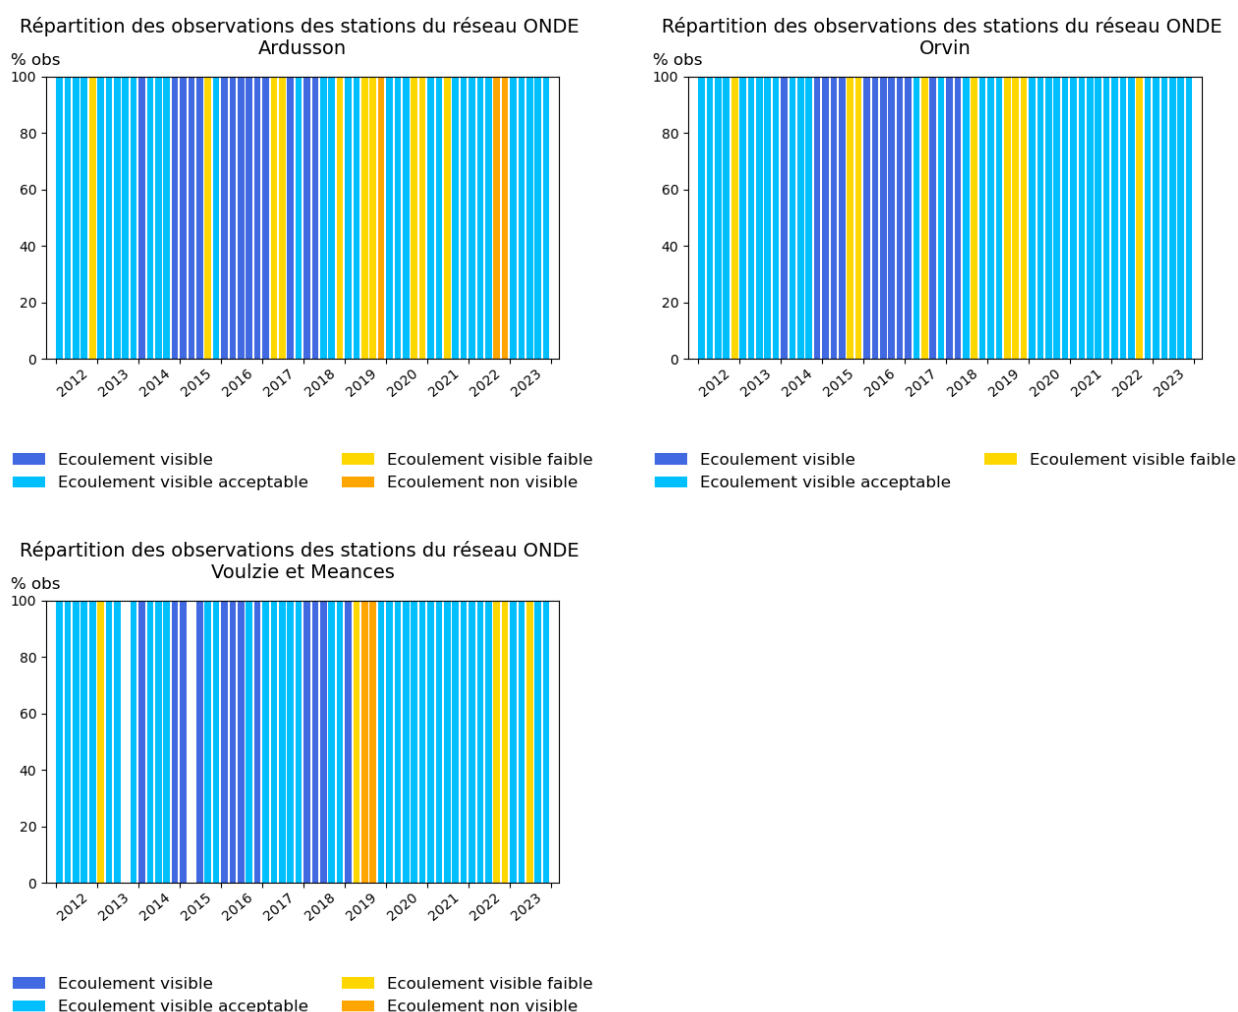 Répartition des observations des stations du réseau ONDE
Ardusson
% obs
100
80
60
40
20
0
2012 2013 2014 2015 2016 2017 2018 2019 2020 2021 2022 2023
Ecoulement visible
Ecoulement visible acceptable
Ecoulement visible faible
Ecoulement non visible
Répartition des observations des stations du réseau ONDE
Orvin
% obs
100
80
60
40
20
0
2012 2013 2014 2015 2016 2017 2018 2019 2020 2021 2022 2023
Ecoulement visible
Ecoulement visible acceptable
Ecoulement visible faible
Répartition des observations des stations du réseau ONDE
Voulzie et Meances
% obs
100
80
60
40
20
0
2012 2013 2014 2015 2016 2017 2018 2019 2020 2021 2022 2023
Ecoulement visible
Ecoulement visible acceptable
Ecoulement visible faible
Ecoulement non visible